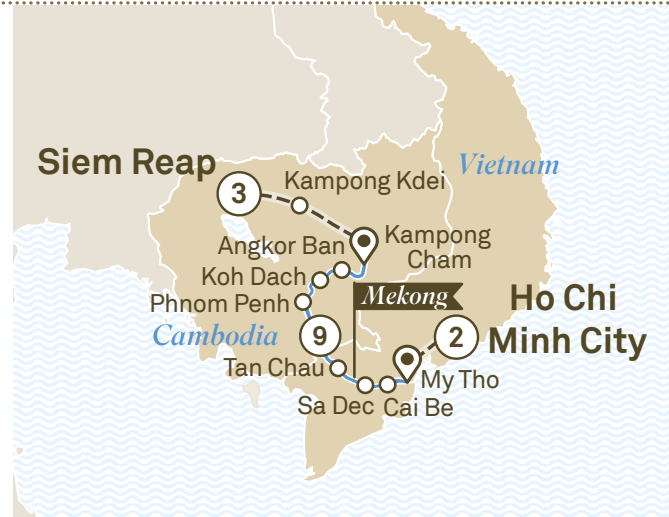 Siem Reap
3
Kampong Kdei
Vietnam
Angkor Ban
Kampong
Cham
Koh Dach
Phnom Penh
Mekong
Cambodia
9
Ho Chi
Minh City
2
Tan Chau
My Tho
Sa Dec
Cai Be